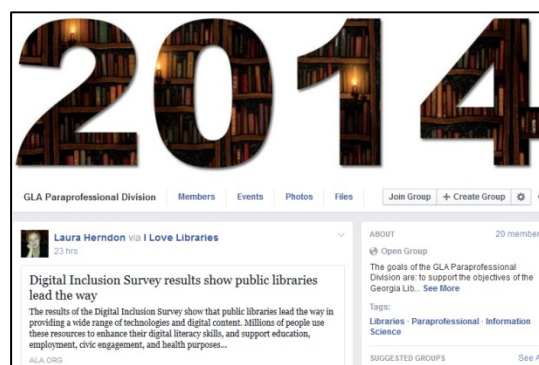 2014
GLA Paraprofessional Division Members Events Photos Files Join Group + Create Group
Laura Herndon via I Love Libraries
23 hrs
Digital Inclusion Survey results show public libraries
lead the way
The results of the Digital Inclusion Survey show that public libraries lead the way in
providing a wide range of technologies and digital content. Millions of people use
these resources to enhance their digital literacy skills, and support education,
employment, civic engagement, and health purposes...
ALA.ORG
ABOUT 20 member
Open Group
The goals of the GLA Paraprofessional
Division are: to support the objectives of the
Georgia Lib... See More
Tags:
Libraries · Paraprofessional · Information
Science
SUGGESTED GROUPS See A